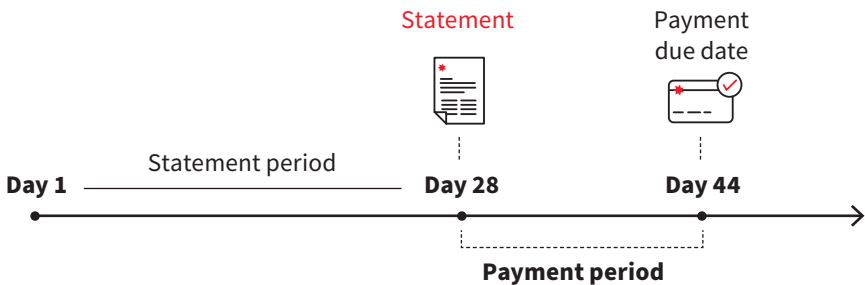 Statement
Payment
due date
Statement period
Day 1
Day 28
Day 44
Payment period